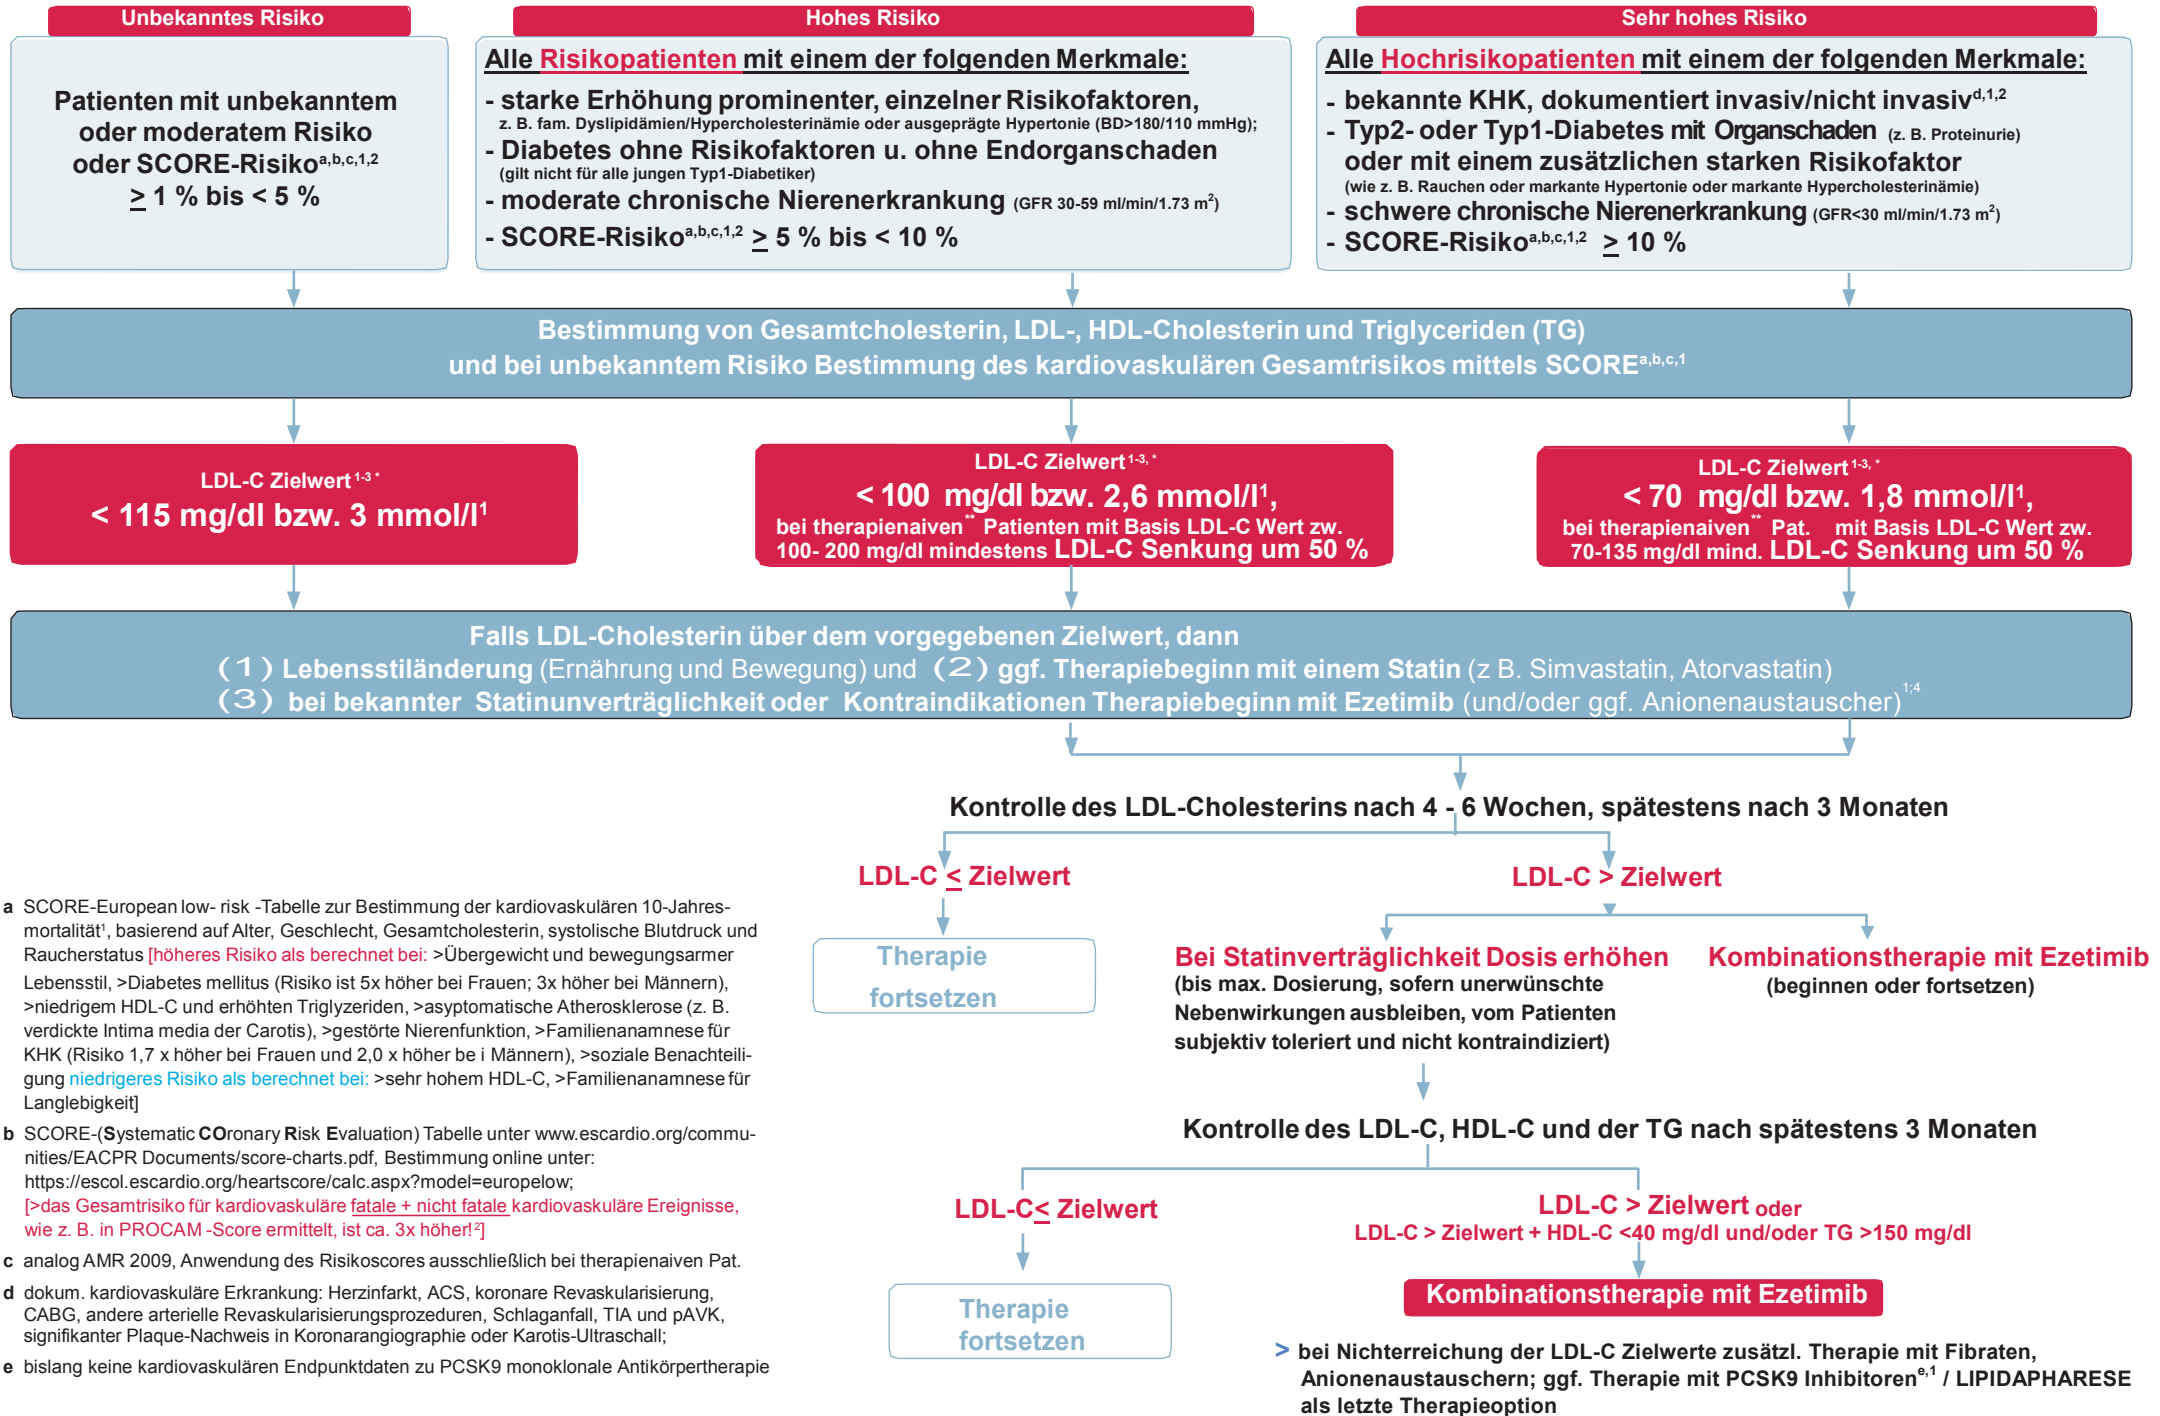 Unbekanntes Risiko
Patienten mit unbekanntem
oder moderatem Risiko
oder SCORE-Risikoa,b,c,1,2
≥ 1 % bis < 5 %
Hohes Risiko
Alle Risikopatienten mit einem der folgenden Merkmale:
- starke Erhöhung prominenter, einzelner Risikofaktoren,
z. B. fam. Dyslipidämien/Hypercholesterinämie oder ausgeprägte Hypertonie (BD>180/110 mmHg);
- Diabetes ohne Risikofaktoren u. ohne Endorganschaden
(gilt nicht für alle jungen Typ1-Diabetiker)
- moderate chronische Nierenerkrankung (GFR 30-59 ml/min/1.73 m²)
- SCORE-Risikoa,b,c,1,2 ≥ 5 % bis < 10 %
Sehr hohes Risiko
Alle Hochrisikopatienten mit einem der folgenden Merkmale:
- bekannte KHK, dokumentiert invasiv/nicht invasivd,1,2
- Typ2- oder Typ1-Diabetes mit Organschaden (z. B. Proteinurie)
oder mit einem zusätzlichen starken Risikofaktor
(wie z. B. Rauchen oder markante Hypertonie oder markante Hypercholesterinämie)
- schwere chronische Nierenerkrankung (GFR<30 ml/min/1.73 m²)
- SCORE-Risikoa,b,c,1,2 ≥ 10 %
Bestimmung von Gesamtcholesterin, LDL-, HDL-Cholesterin und Triglyceriden (TG)
und bei unbekanntem Risiko Bestimmung des kardiovaskulären Gesamtrisikos mittels SCOREa,b,c,1
LDL-C Zielwert 1-3 *
< 115 mg/dl bzw. 3 mmol/l¹
LDL-C Zielwert 1-3, *
< 100 mg/dl bzw. 2,6 mmol/l¹,
bei therapienaiven** Patienten mit Basis LDL-C Wert zw.
100- 200 mg/dl mindestens LDL-C Senkung um 50 %
LDL-C Zielwert 1-3, *
< 70 mg/dl bzw. 1,8 mmol/l¹,
bei therapienaiven** Pat. mit Basis LDL-C Wert zw.
70-135 mg/dl mind. LDL-C Senkung um 50 %
Falls LDL-Cholesterin über dem vorgegebenen Zielwert, dann
(1) Lebensstiländerung (Ernährung und Bewegung) und (2) ggf. Therapiebeginn mit einem Statin (z B. Simvastatin, Atorvastatin)
(3) bei bekannter Statinunverträglichkeit oder Kontraindikationen Therapiebeginn mit Ezetimib (und/oder ggf. Anionenaustauscher)1;4
Kontrolle des LDL-Cholesterins nach 4 - 6 Wochen, spätestens nach 3 Monaten
LDL-C ≤ Zielwert
LDL-C > Zielwert
Therapie
fortsetzen
Bei Statinverträglichkeit Dosis erhöhen
(bis max. Dosierung, sofern unerwünschte
Nebenwirkungen ausbleiben, vom Patienten
subjektiv toleriert und nicht kontraindiziert)
Kombinationstherapie mit Ezetimib
(beginnen oder fortsetzen)
Kontrolle des LDL-C, HDL-C und der TG nach spätestens 3 Monaten
LDL-C≤ Zielwert
LDL-C > Zielwert oder
LDL-C > Zielwert + HDL-C <40 mg/dl und/oder TG >150 mg/dl
Therapie
fortsetzen
Kombinationstherapie mit Ezetimib
> bei Nichterreichung der LDL-C Zielwerte zusätzl. Therapie mit Fibraten,
Anionenaustauschern; ggf. Therapie mit PCSK9 Inhibitorene,1 / LIPIDAPHARESE
als letzte Therapieoption
a SCORE-European low- risk -Tabelle zur Bestimmung der kardiovaskulären 10-Jahres-
mortalität¹, basierend auf Alter, Geschlecht, Gesamtcholesterin, systolische Blutdruck und
Raucherstatus [höheres Risiko als berechnet bei: >Übergewicht und bewegungsarmer
Lebensstil, >Diabetes mellitus (Risiko ist 5x höher bei Frauen; 3x höher bei Männern),
>niedrigem HDL-C und erhöhten Triglyzeriden, >asyptomatische Atherosklerose (z. B.
verdickte Intima media der Carotis), >gestörte Nierenfunktion, >Familienanamnese für
KHK (Risiko 1,7 x höher bei Frauen und 2,0 x höher be i Männern), >soziale Benachteili-
gung niedrigeres Risiko als berechnet bei: >sehr hohem HDL-C, >Familienanamnese für
Langlebigkeit]
b SCORE-(Systematic COronary Risk Evaluation) Tabelle unter www.escardio.org/commu-
nities/EACPR Documents/score-charts.pdf, Bestimmung online unter:
https://escol.escardio.org/heartscore/calc.aspx?model=europelow;
[>das Gesamtrisiko für kardiovaskuläre fatale + nicht fatale kardiovaskuläre Ereignisse,
wie z. B. in PROCAM -Score ermittelt, ist ca. 3x höher!²]
c analog AMR 2009, Anwendung des Risikoscores ausschließlich bei therapienaiven Pat.
d dokum. kardiovaskuläre Erkrankung: Herzinfarkt, ACS, koronare Revaskularisierung,
CABG, andere arterielle Revaskularisierungsprozeduren, Schlaganfall, TIA und pAVK,
signifikanter Plaque-Nachweis in Koronarangiographie oder Karotis-Ultraschall;
e bislang keine kardiovaskulären Endpunktdaten zu PCSK9 monoklonale Antikörpertherapie